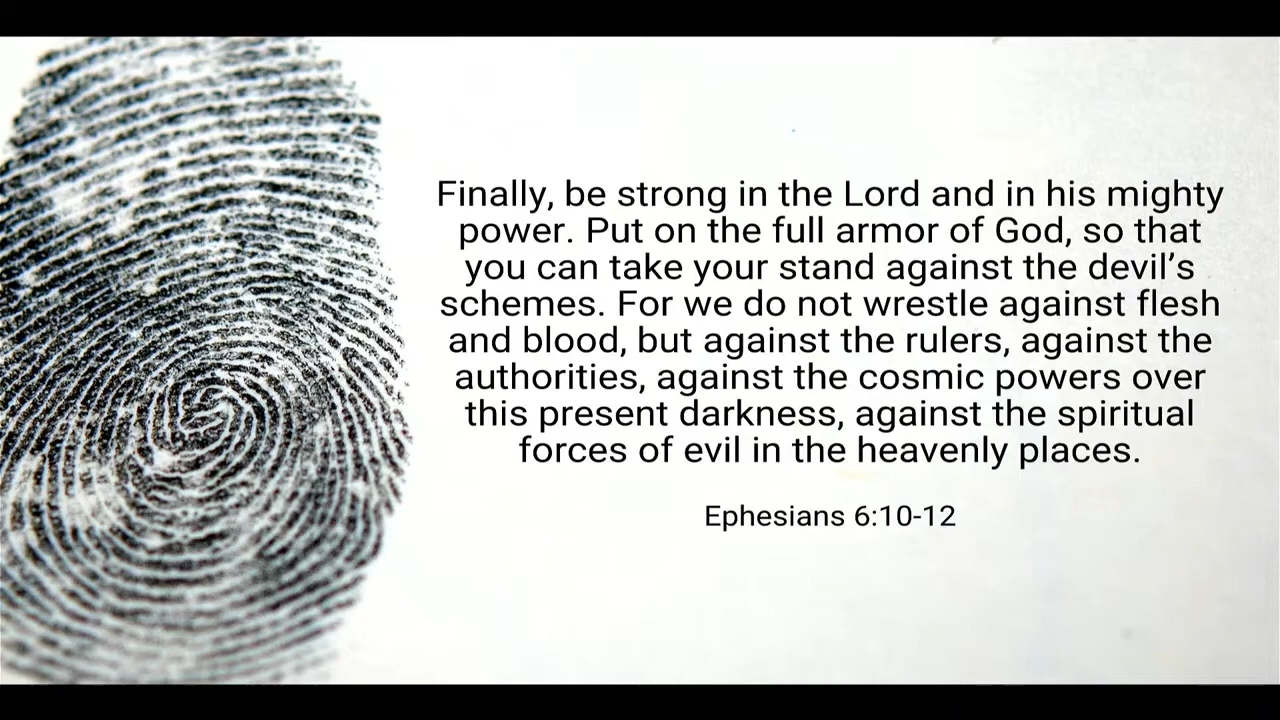 Finally, be strong in the Lord and in his mighty
power. Put on the full armor of God, so that
you can take your stand against the devil’s
schemes. For we do not wrestle against flesh
and blood, but against the rulers, against the
authorities, against the cosmic powers over
this present darkness, against the spiritual
forces of evil in the heavenly places.
Ephesians 6:10-12